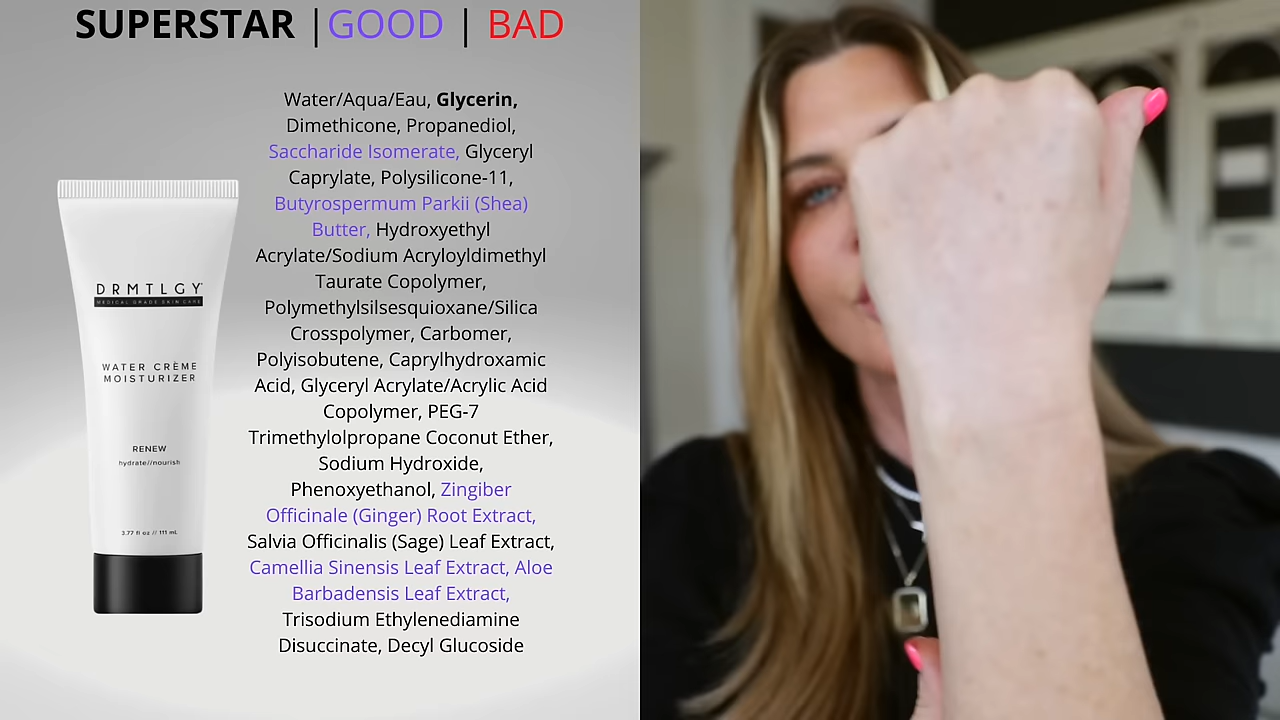 SUPERSTAR | GOOD | BAD
Water/Aqua/Eau, Glycerin,
Dimethicone, Propanediol,
Saccharide Isomerate, Glyceryl
Caprylate, Polysilicone-11,
Butyrospermum Parkii (Shea)
Butter, Hydroxyethyl
Acrylate/Sodium Acryloyldimethyl
Taurate Copolymer,
Polymethylsilsesquioxane/Silica
Crosspolymer, Carbomer,
Polyisobutene, Caprylhydroxamic
Acid, Glyceryl Acrylate/Acrylic Acid
Copolymer, PEG-7
Trimethylolpropane Coconut Ether,
Sodium Hydroxide,
Phenoxyethanol, Zingiber
Officinale (Ginger) Root Extract,
Salvia Officinalis (Sage) Leaf Extract,
Camellia Sinensis Leaf Extract, Aloe
Barbadensis Leaf Extract,
Trisodium Ethylenediamine
Disuccinate, Decyl Glucoside
DRMTLGY
MEDICAL GRADE SKIN CARE
WATER CRÈME
MOISTURIZER
RENEW
hydrate//nourish
3.77 fl oz // 111 mL